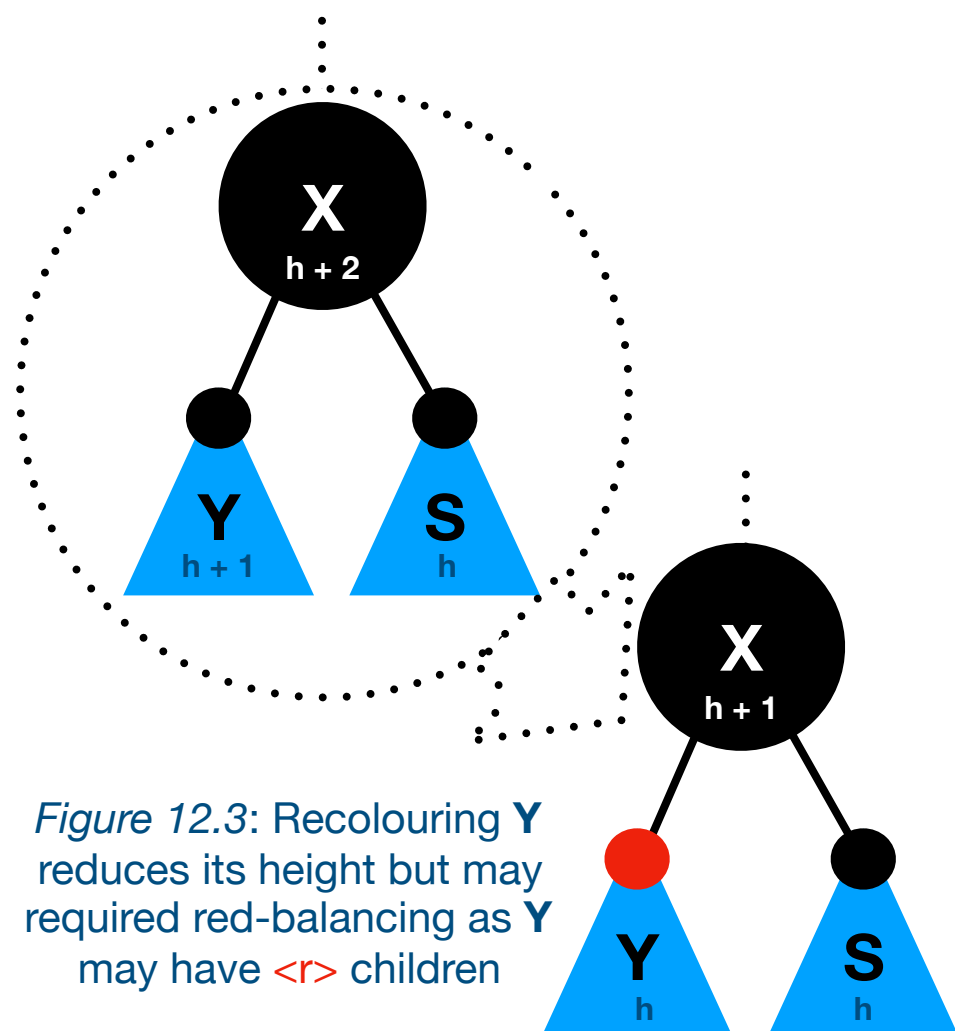 X
h + 2
Y
h + 1
S
h
X
h + 1
Figure 12.3: Recolouring Y
reduces its height but may
required red-balancing as Y
may have <r> children
Y
h
S
h